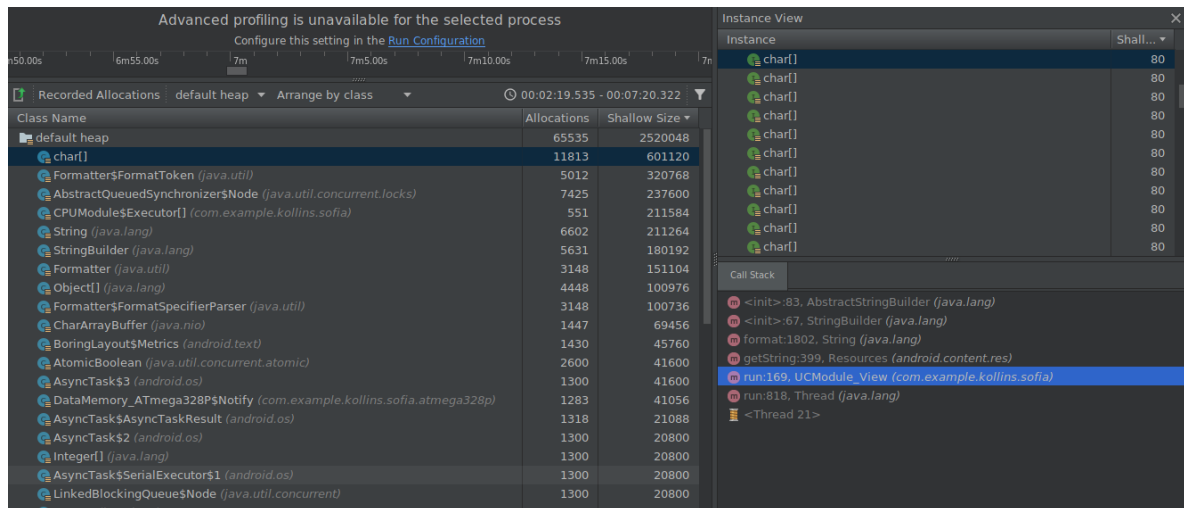 Advanced profiling is unavailable for the selected process
Configure this setting in the Run Configuration
n50.00s 6m55.00s 7m 7m5.00s 7m10.00s 7m15.00s 7n
Recorded Allocations default heap Arrange by class 00:02:19.535 - 00:07:20.322
Class Name Allocations Shallow Size
default heap 65535 2520048
char[] 11813 601120
Formatter$FormatToken (java.util) 5012 320768
AbstractQueuedSynchronizer$Node (java.util.concurrent.locks) 7425 237600
CPUModule$Executor[] (com.example.kollins.sofia) 551 211584
String (java.lang) 6602 211264
StringBuilder (java.lang) 5631 180192
Formatter (java.util) 3148 151104
Object[] (java.lang) 4448 100976
Formatter$FormatSpecifierParser (java.util) 3148 100736
CharArrayBuffer (java.nio) 1447 69456
BoringLayout$Metrics (android.text) 1430 45760
AtomicBoolean (java.util.concurrent.atomic) 2600 41600
AsyncTask$3 (android.os) 1300 41600
DataMemory_ATmega328P$Notify (com.example.kollins.sofia.atmega328p) 1283 41056
AsyncTask$AsyncTaskResult (android.os) 1318 21088
AsyncTask$2 (android.os) 1300 20800
Integer[] (java.lang) 1300 20800
AsyncTask$SerialExecutor$1 (android.os) 1300 20800
LinkedBlockingQueue$Node (java.util.concurrent) 1300 20800
Instance View
Instance Shall...
char[] 80
char[] 80
char[] 80
char[] 80
char[] 80
char[] 80
char[] 80
char[] 80
char[] 80
char[] 80
char[] 80
Call Stack
<init>:83, AbstractStringBuilder (java.lang)
<init>:67, StringBuilder (java.lang)
format:1802, String (java.lang)
getString:399, Resources (android.content.res)
run:169, UCModule_View (com.example.kollins.sofia)
run:818, Thread (java.lang)
<Thread 21>